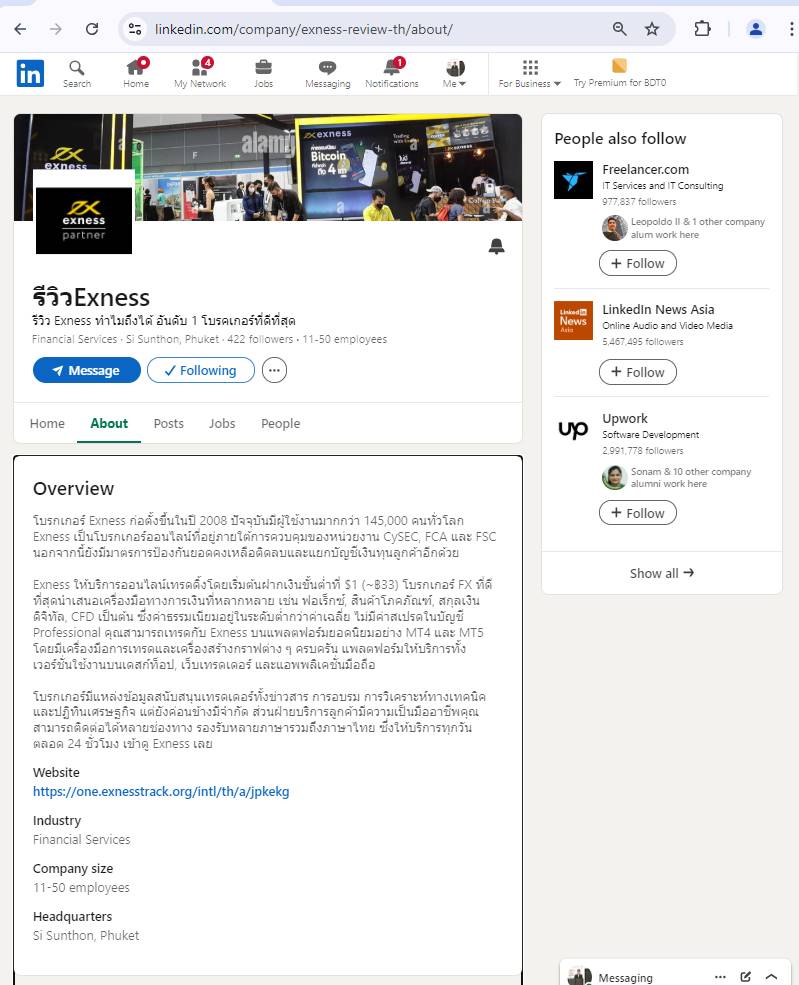 linkedin.com/company/exness-review-th/about/
in
Search
Home
4
My Network
Jobs
Messaging
1
Notifications
Me
For Business
Try Premium for BDT0
exness
alamy
F
exness
Bitcoin
exness
partner
รีวิวExness
รีวิว Exness ทำไมถึงได้ อันดับ 1 โบรคเกอร์ที่ดีที่สุด
Financial Services · Si Sunthon, Phuket · 422 followers · 11-50 employees
Message
Following
Home
About
Posts
Jobs
People
Overview
โบรกเกอร์ Exness ก่อตั้งขึ้นในปี 2008 ปัจจุบันมีผู้ใช้งานมากกว่า 145,000 คนทั่วโลก
Exness เป็นโบรกเกอร์ออนไลน์ที่อยู่ภายใต้การควบคุมของหน่วยงาน CySEC, FCA และ FSC
นอกจากนี้ยังมีมาตรการป้องกันยอดคงเหลือติดลบและแยกบัญชีเงินทุนลูกค้าอีกด้วย
Exness ให้บริการออนไลน์เทรดดิ้งโดยเริ่มต้นฝากเงินขั้นต่ำที่ $1 (~฿33) โบรกเกอร์ FX ที่ดี
ที่สุดนำเสนอเครื่องมือทางการเงินที่หลากหลาย เช่น ฟอเร็กซ์, สินค้าโภคภัณฑ์, สกุลเงิน
ดิจิทัล, CFD เป็นต้น ซึ่งค่าธรรมเนียมอยู่ในระดับต่ำกว่าค่าเฉลี่ย ไม่มีค่าสเปรดในบัญชี
Professional คุณสามารถเทรดกับ Exness บนแพลตฟอร์มยอดนิยมอย่าง MT4 และ MT5
โดยมีเครื่องมือการเทรดและเครื่องสร้างกราฟต่าง ๆ ครบครัน แพลตฟอร์มให้บริการทั้ง
เวอร์ชั่นใช้งานบนเดสก์ท็อป, เว็บเทรดเดอร์ และแอพพลิเคชั่นมือถือ
โบรกเกอร์มีแหล่งข้อมูลสนับสนุนเทรดเดอร์ทั้งข่าวสาร การอบรม การวิเคราะห์ทางเทคนิค
และปฏิทินเศรษฐกิจ แต่ยังค่อนข้างมีจำกัด ส่วนฝ่ายบริการลูกค้ามีความเป็นมืออาชีพคุณ
สามารถติดต่อได้หลายช่องทาง รองรับหลายภาษารวมถึงภาษาไทย ซึ่งให้บริการทุกวัน
ตลอด 24 ชั่วโมง เข้าดู Exness เลย
Website
https://one.exnesstrack.org/intl/th/a/jpkekg
Industry
Financial Services
Company size
11-50 employees
Headquarters
Si Sunthon, Phuket
People also follow
Freelancer.com
IT Services and IT Consulting
977,837 followers
Leopoldo II & 1 other company
alum work here
+ Follow
LinkedIn News Asia
Online Audio and Video Media
5,467,495 followers
LinkedIn
News
Asia
+ Follow
up
Upwork
Software Development
2,991,778 followers
Sonam & 10 other company
alumni work here
+ Follow
Show all →
Messaging